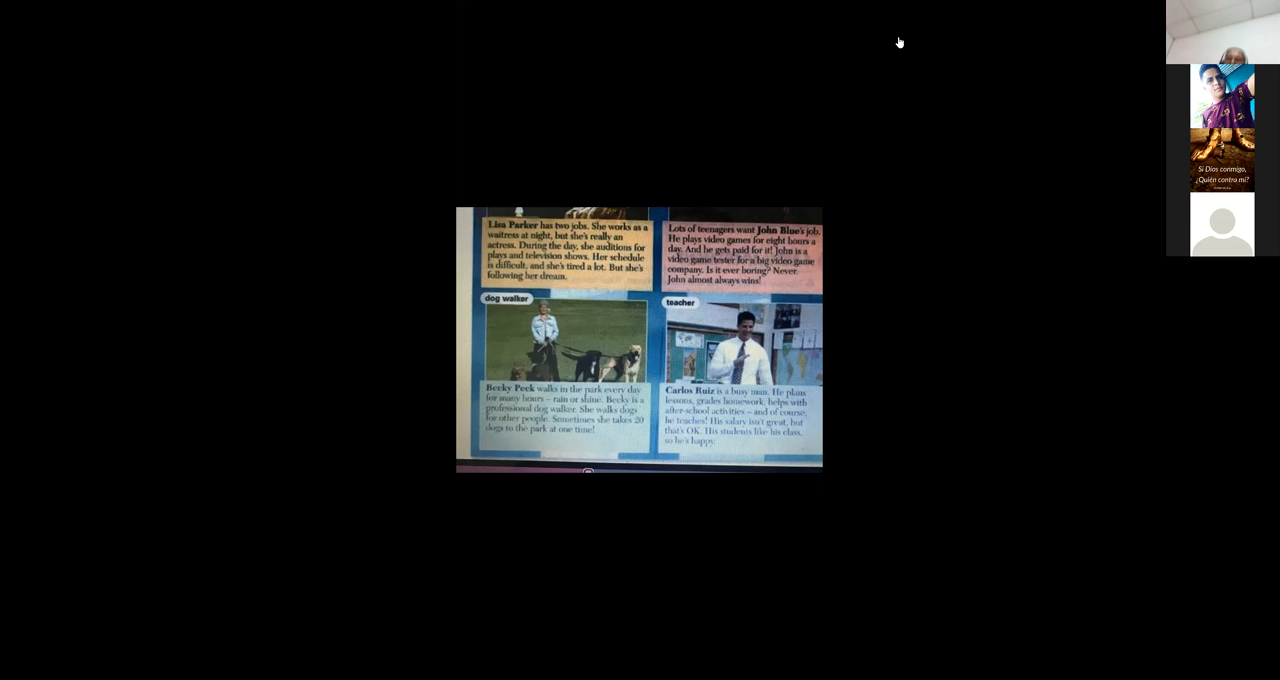 Lisa Parker has two jobs. She works as a
waitress at night, but she's really an
actress. During the day, she auditions for
plays and television shows. Her schedule
is difficult, and she's tired a lot. But she's
following her dream.
Lots of teenagers want John Blue's job.
He plays video games for eight hours a
day. And he gets paid for it! John is a
video game tester for a big video game
company. Is it ever boring? Never.
John almost always wins!
dog walker
Becky Peck walks in the park every day
for many hours – rain or shine. Becky is a
professional dog walker. She walks dogs
for other people. Sometimes she takes 20
dogs to the park at one time!
teacher
Carlos Ruiz is a busy man. He plans
lessons, grades homework, helps with
after-school activities – and of course,
he teaches! His salary isn't great, but
that's OK. His students like his class,
so he's happy.
Si Dios conmigo,
¿Quién contra mí?